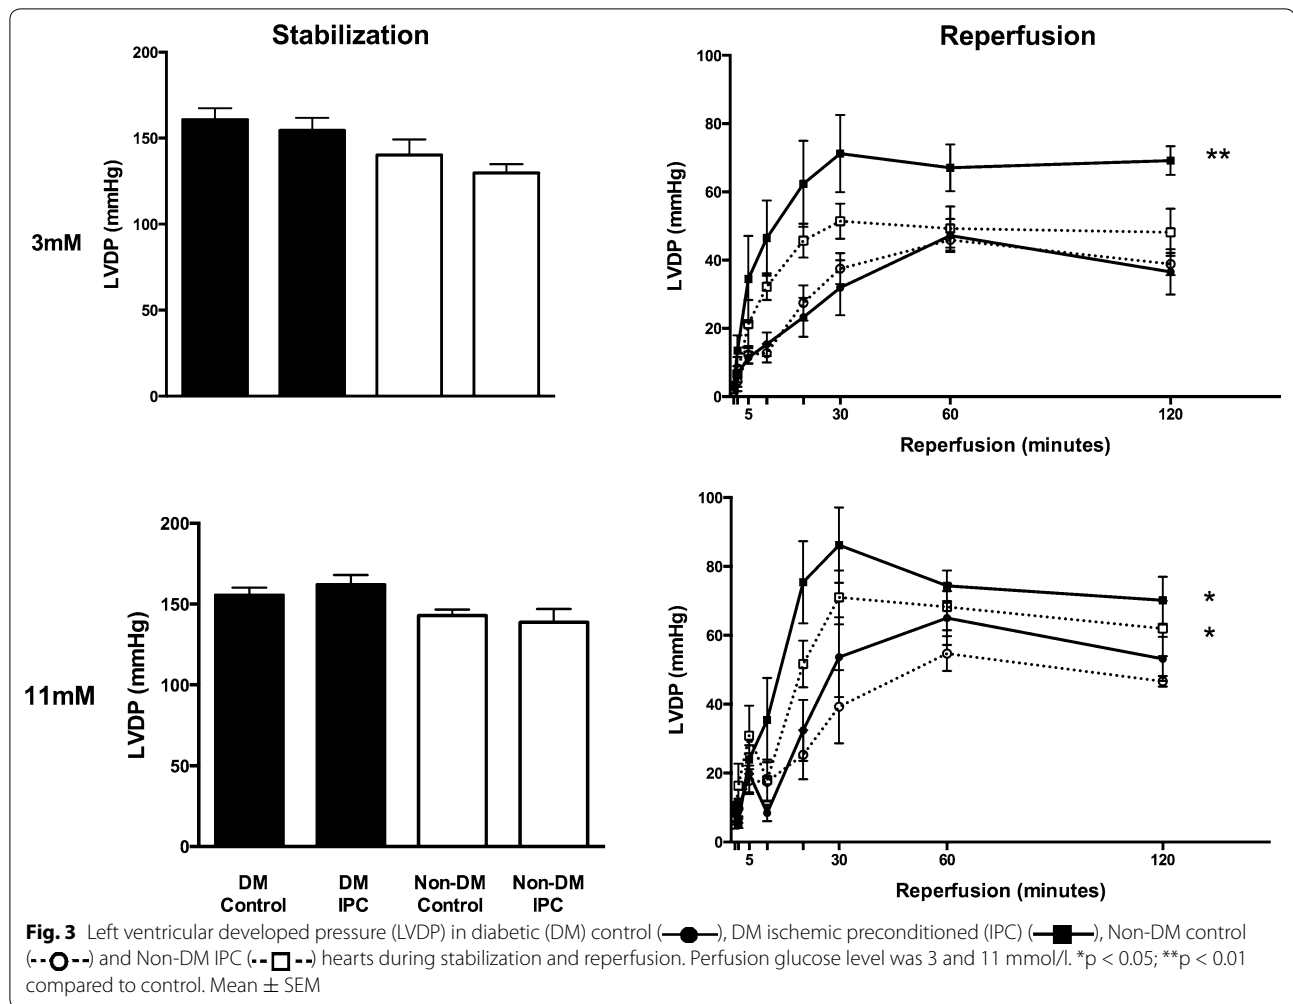 Stabilization
Reperfusion
3mM
LVDP (mmHg)
200
150
100
50
0
LVDP (mmHg)
100
80
60
40
20
0
5
30
60
120
Reperfusion (minutes)
**
11mM
LVDP (mmHg)
200
150
100
50
0
DM
Control
DM
IPC
Non-DM
Control
Non-DM
IPC
LVDP (mmHg)
100
80
60
40
20
0
5
30
60
120
Reperfusion (minutes)
*
*
Fig. 3 Left ventricular developed pressure (LVDP) in diabetic (DM) control (), DM ischemic preconditioned (IPC) (), Non-DM control
() and Non-DM IPC () hearts during stabilization and reperfusion. Perfusion glucose level was 3 and 11 mmol/l. *p < 0.05; **p < 0.01
compared to control. Mean ± SEM